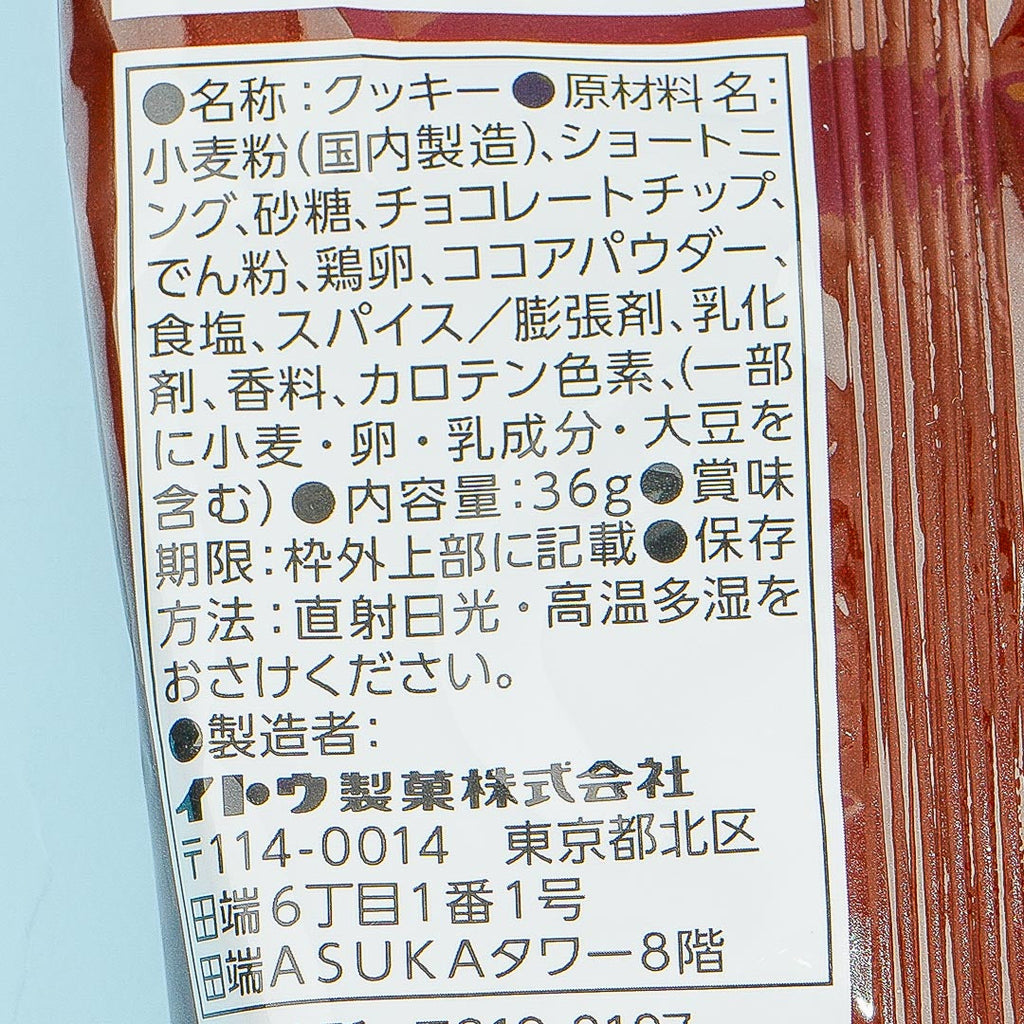 ●名称：クッキー●原材料名：
小麦粉(国内製造)、ショートニ
ング、砂糖、チョコレートチップ、
でん粉、鶏卵、ココアパウダー、
食塩、スパイス／膨張剤、乳化
剤、香料、カロテン色素、(一部
に小麦・卵・乳成分・大豆を
含む)●内容量：36g●賞味
期限：枠外上部に記載●保存
方法：直射日光・高温多湿を
おさけください。
●製造者：
イトウ製菓株式会社
〒114-0014 東京都北区
田端6丁目1番1号
田端ASUKAタワー8階